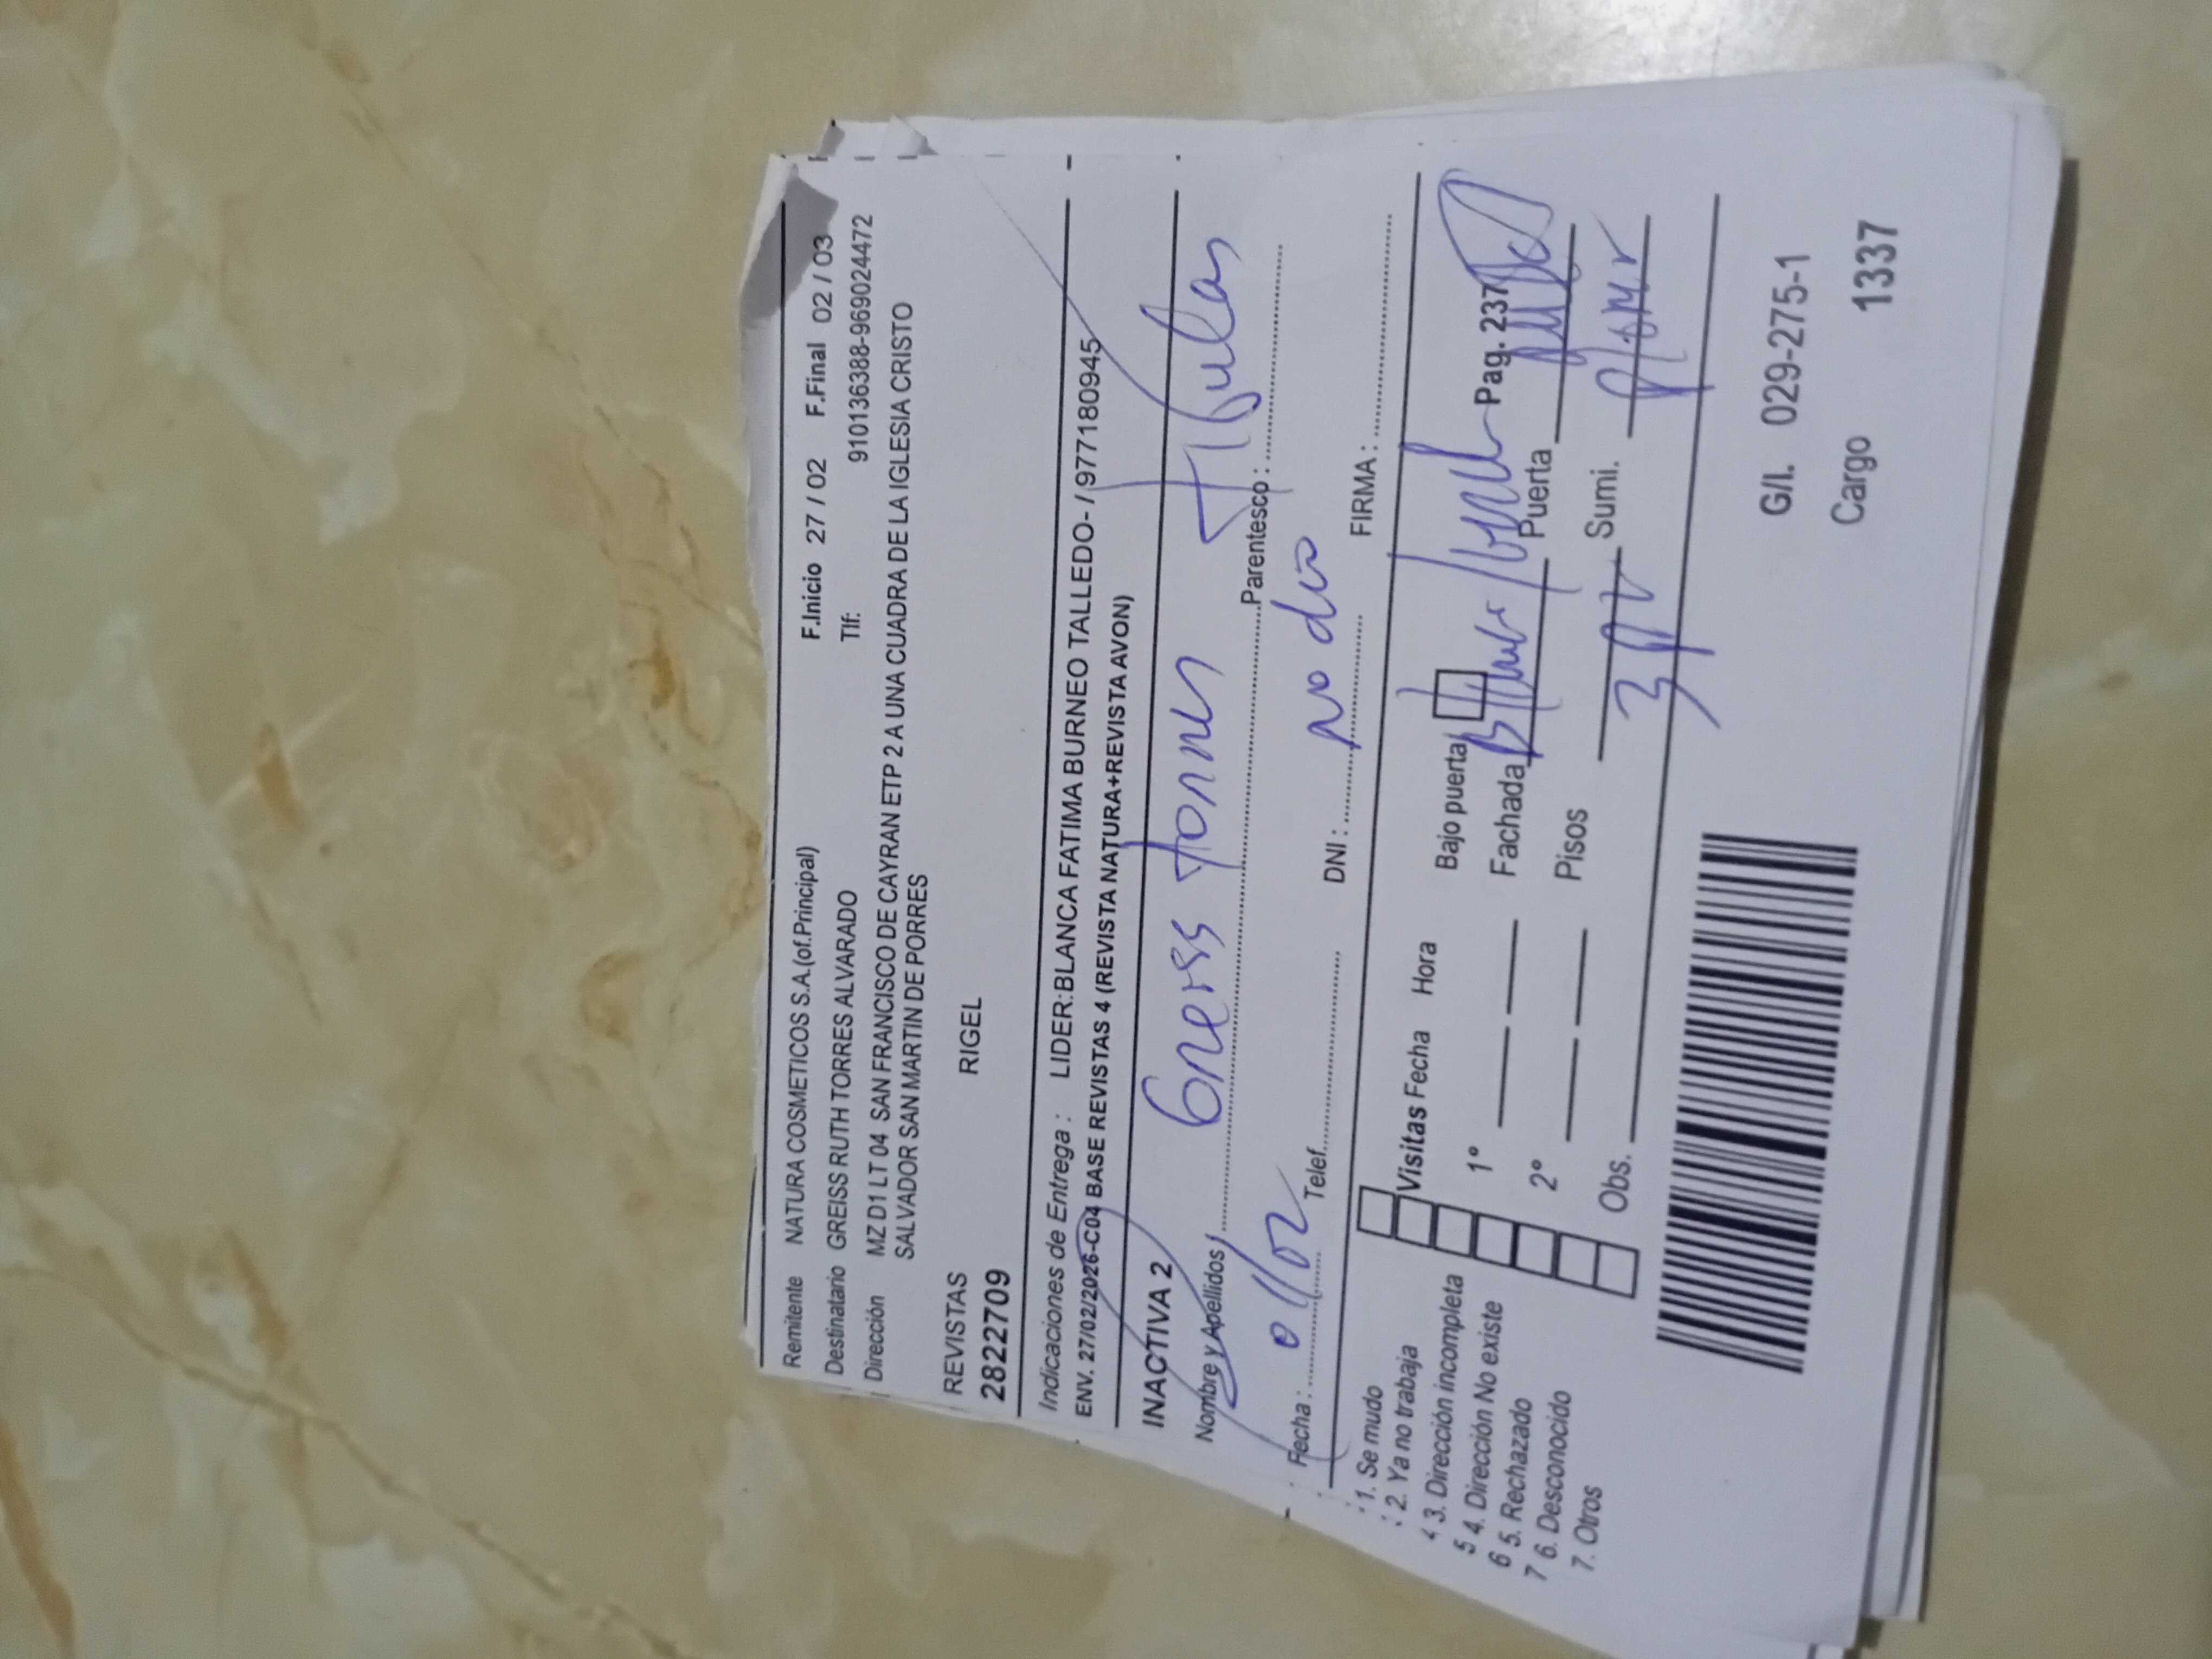 Remitente NATURA COSMETICOS S.A.(of.Principal) F.Inicio 27 / 02 F.Final 02 / 03
Destinatario GREISS RUTH TORRES ALVARADO Tlf: 910136388-969024472
Dirección MZ D1 LT 04 SAN FRANCISCO DE CAYRAN ETP 2 A UNA CUADRA DE LA IGLESIA CRISTO
SALVADOR SAN MARTIN DE PORRES
REVISTAS RIGEL
2822709
Indicaciones de Entrega : LIDER:BLANCA FATIMA BURNEO TALLEDO- / 977180945
ENV. 27/02/2026-C04 BASE REVISTAS 4 (REVISTA NATURA+REVISTA AVON)
INACTIVA 2
Greiss Torres
Nombre y Apellidos Parentesco :
Fecha : 01/02 Telef. DNI : no dio FIRMA :
1. Se mudo
2. Ya no trabaja Visitas Fecha Hora Bajo puerta Pag. 237
3. Dirección incompleta 1º Fachada Puerta
4. Dirección No existe 2º Pisos 3 Sumi.
5. Rechazado Obs.
6. Desconocido
7. Otros
G/I. 029-275-1
Cargo 1337